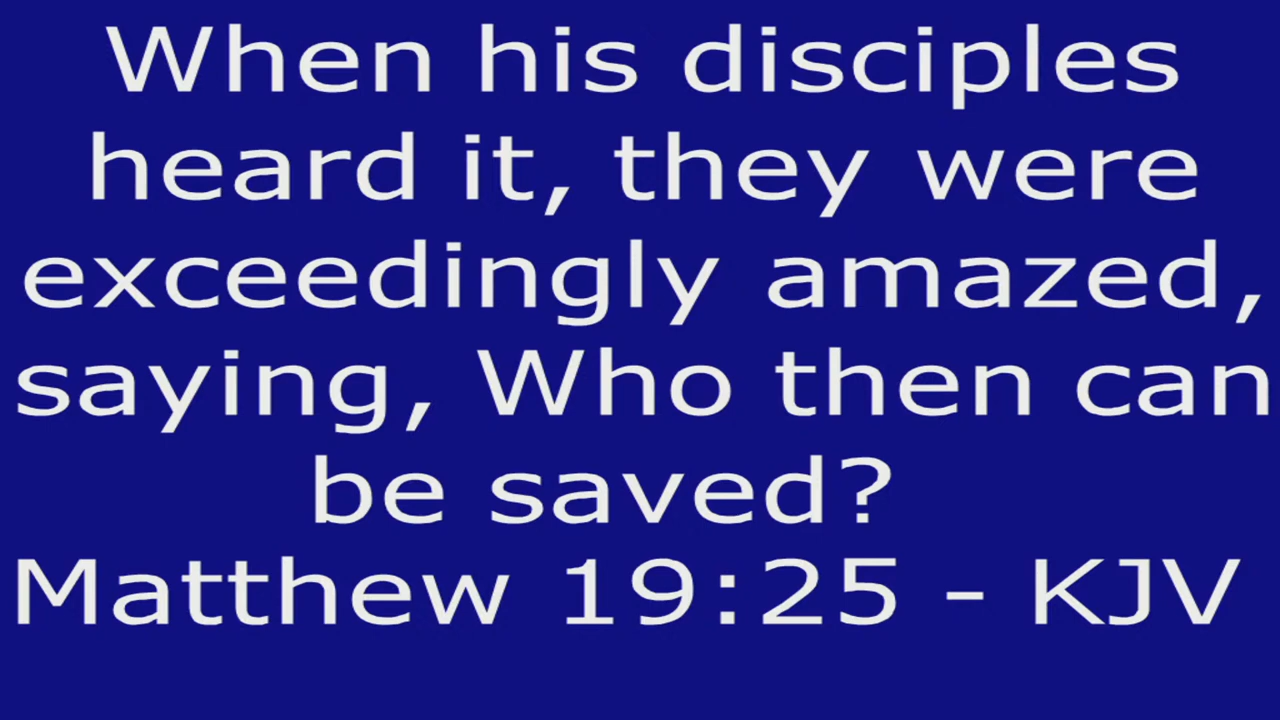 When his disciples
heard it, they were
exceedingly amazed,
saying, Who then can
be saved?
Matthew 19:25 - KJV